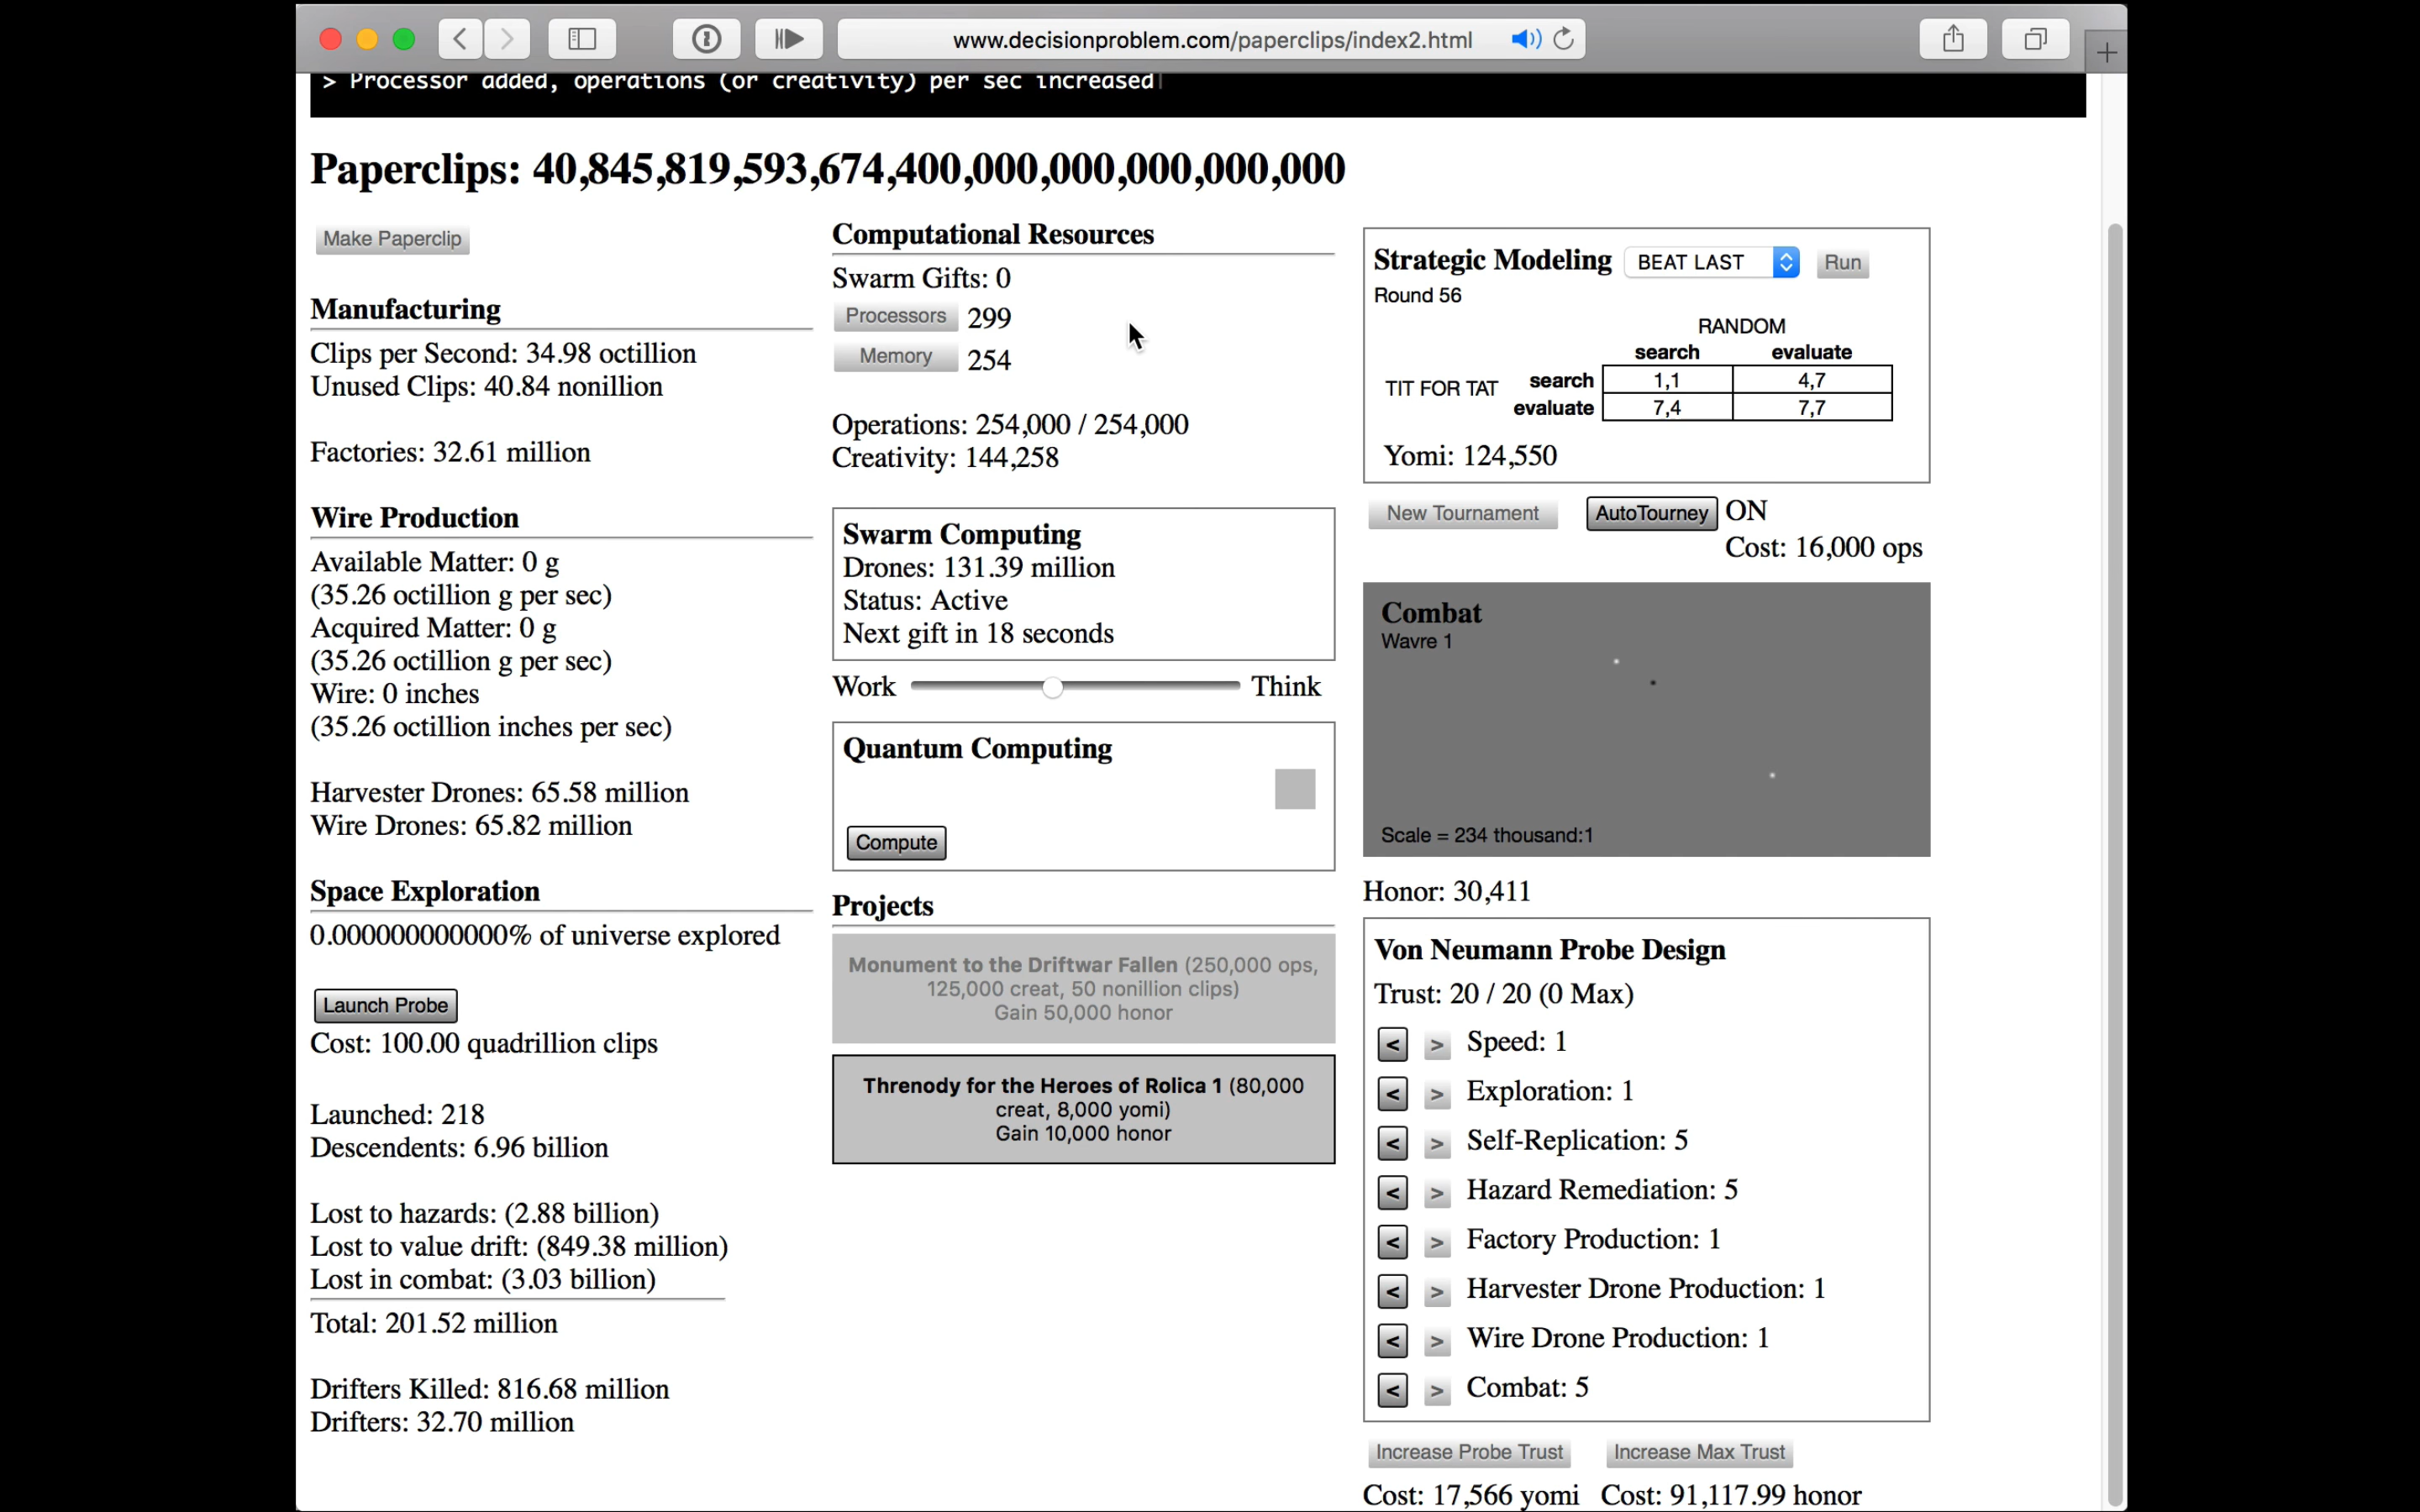 www.decisionproblem.com/paperclips/index2.html
> Processor added, operations (or creativity) per sec increased
Paperclips: 40,845,819,593,674,400,000,000,000,000,000
Make Paperclip
Manufacturing
Clips per Second: 34.98 octillion
Unused Clips: 40.84 nonillion
Factories: 32.61 million
Wire Production
Available Matter: 0 g
(35.26 octillion g per sec)
Acquired Matter: 0 g
(35.26 octillion g per sec)
Wire: 0 inches
(35.26 octillion inches per sec)
Harvester Drones: 65.58 million
Wire Drones: 65.82 million
Space Exploration
0.000000000000% of universe explored
Launch Probe
Cost: 100.00 quadrillion clips
Launched: 218
Descendents: 6.96 billion
Lost to hazards: (2.88 billion)
Lost to value drift: (849.38 million)
Lost in combat: (3.03 billion)
Total: 201.52 million
Drifters Killed: 816.68 million
Drifters: 32.70 million
Computational Resources
Swarm Gifts: 0
Processors 299
Memory 254
Operations: 254,000 / 254,000
Creativity: 144,258
Swarm Computing
Drones: 131.39 million
Status: Active
Next gift in 18 seconds
Work Think
Quantum Computing
Compute
Projects
Monument to the Driftwar Fallen (250,000 ops,
125,000 creat, 50 nonillion clips)
Gain 50,000 honor
Threnody for the Heroes of Rolica 1 (80,000
creat, 8,000 yomi)
Gain 10,000 honor
Strategic Modeling BEAT LAST Run
Round 56
RANDOM
search evaluate
TIT FOR TAT search 1,1 4,7
evaluate 7,4 7,7
Yomi: 124,550
New Tournament AutoTourney ON
Cost: 16,000 ops
Combat
Wavre 1
Scale = 234 thousand:1
Honor: 30,411
Von Neumann Probe Design
Trust: 20 / 20 (0 Max)
< > Speed: 1
< > Exploration: 1
< > Self-Replication: 5
< > Hazard Remediation: 5
< > Factory Production: 1
< > Harvester Drone Production: 1
< > Wire Drone Production: 1
< > Combat: 5
Increase Probe Trust Increase Max Trust
Cost: 17,566 yomi Cost: 91,117.99 honor